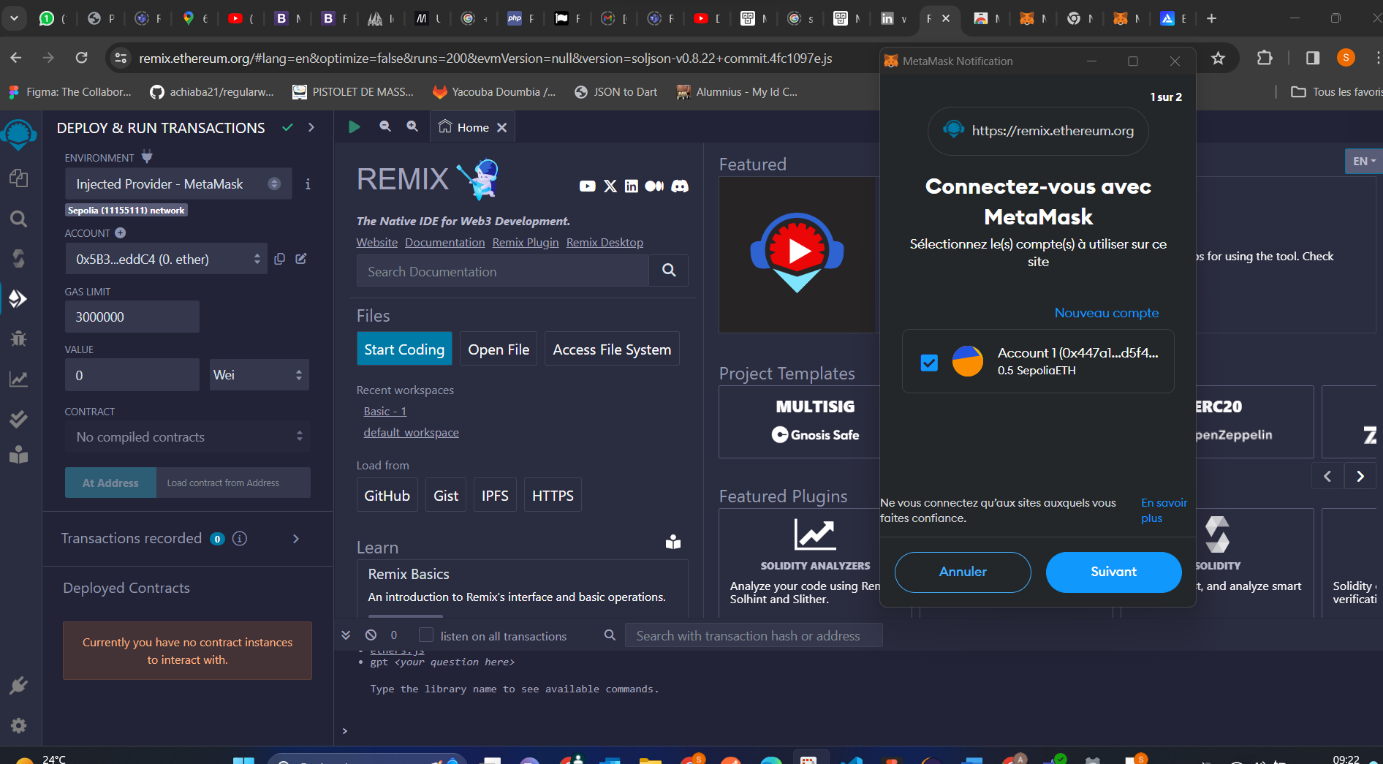 remix.ethereum.org/#lang=en&optimize=false&runs=200&evmVersion=null&version=soljson-v0.8.22+commit.4fc1097e.js
Figma: The Collabor...
achiaba21/regularw...
PISTOLET DE MASS...
Yacouba Doumbia /...
JSON to Dart
Alumnius - My Id C...
Tous les favoris
DEPLOY & RUN TRANSACTIONS
ENVIRONMENT
Injected Provider - MetaMask
Sepolia (11155111) network
ACCOUNT
0x5B3...eddC4 (0. ether)
GAS LIMIT
3000000
VALUE
0
Wei
CONTRACT
No compiled contracts
At Address
Load contract from Address
Transactions recorded 0
Deployed Contracts
Currently you have no contract instances
to interact with.
Home
REMIX
The Native IDE for Web3 Development.
Website Documentation Remix Plugin Remix Desktop
Search Documentation
Files
Start Coding
Open File
Access File System
Recent workspaces
Basic - 1
default_workspace
Load from
GitHub
Gist
IPFS
HTTPS
Learn
Remix Basics
An introduction to Remix's interface and basic operations.
Featured
EN
for using the tool. Check
Project Templates
MULTISIG
Gnosis Safe
ERC20
penZeppelin
Featured Plugins
SOLIDITY ANALYZERS
Analyze your code using Ren
Solhint and Slither.
SOLIDITY
t, and analyze smart
Solidity
verificati
MetaMask Notification
1 sur 2
https://remix.ethereum.org
Connectez-vous avec
MetaMask
Sélectionnez le(s) compte(s) à utiliser sur ce
site
Nouveau compte
Account 1 (0x447a1...d5f4...
0.5 SepoliaETH
Ne vous connectez qu'aux sites auxquels vous
faites confiance.
En savoir
plus
Annuler
Suivant
0
listen on all transactions
Search with transaction hash or address
ethers.js
gpt <your question here>
Type the library name to see available commands.
>
24°C
09:22